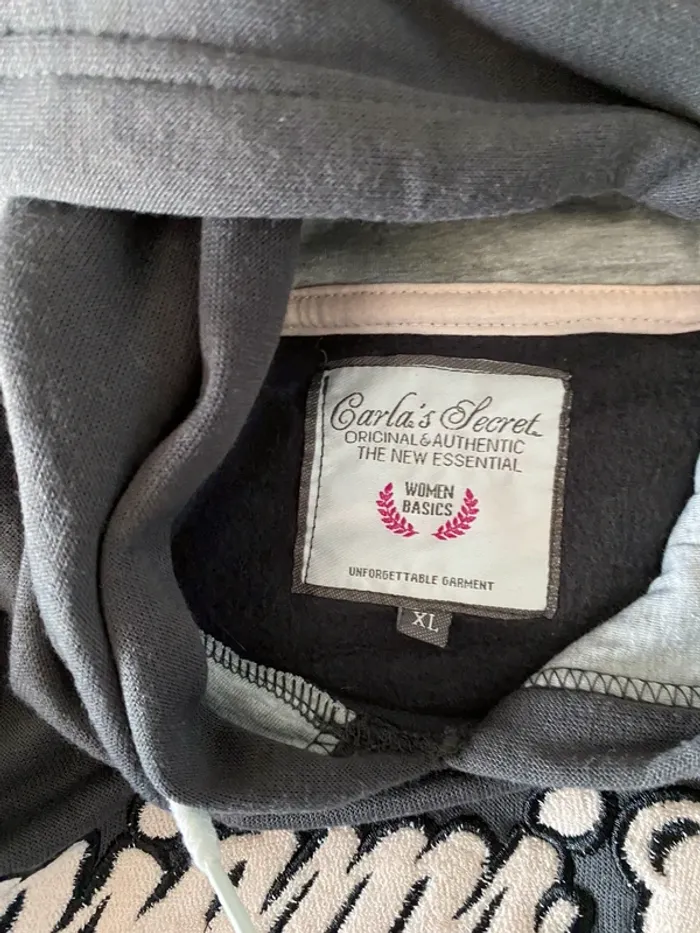 Carla's Secret
ORIGINAL & AUTHENTIC
THE NEW ESSENTIAL
WOMEN
BASICS
UNFORGETTABLE GARMENT
XL